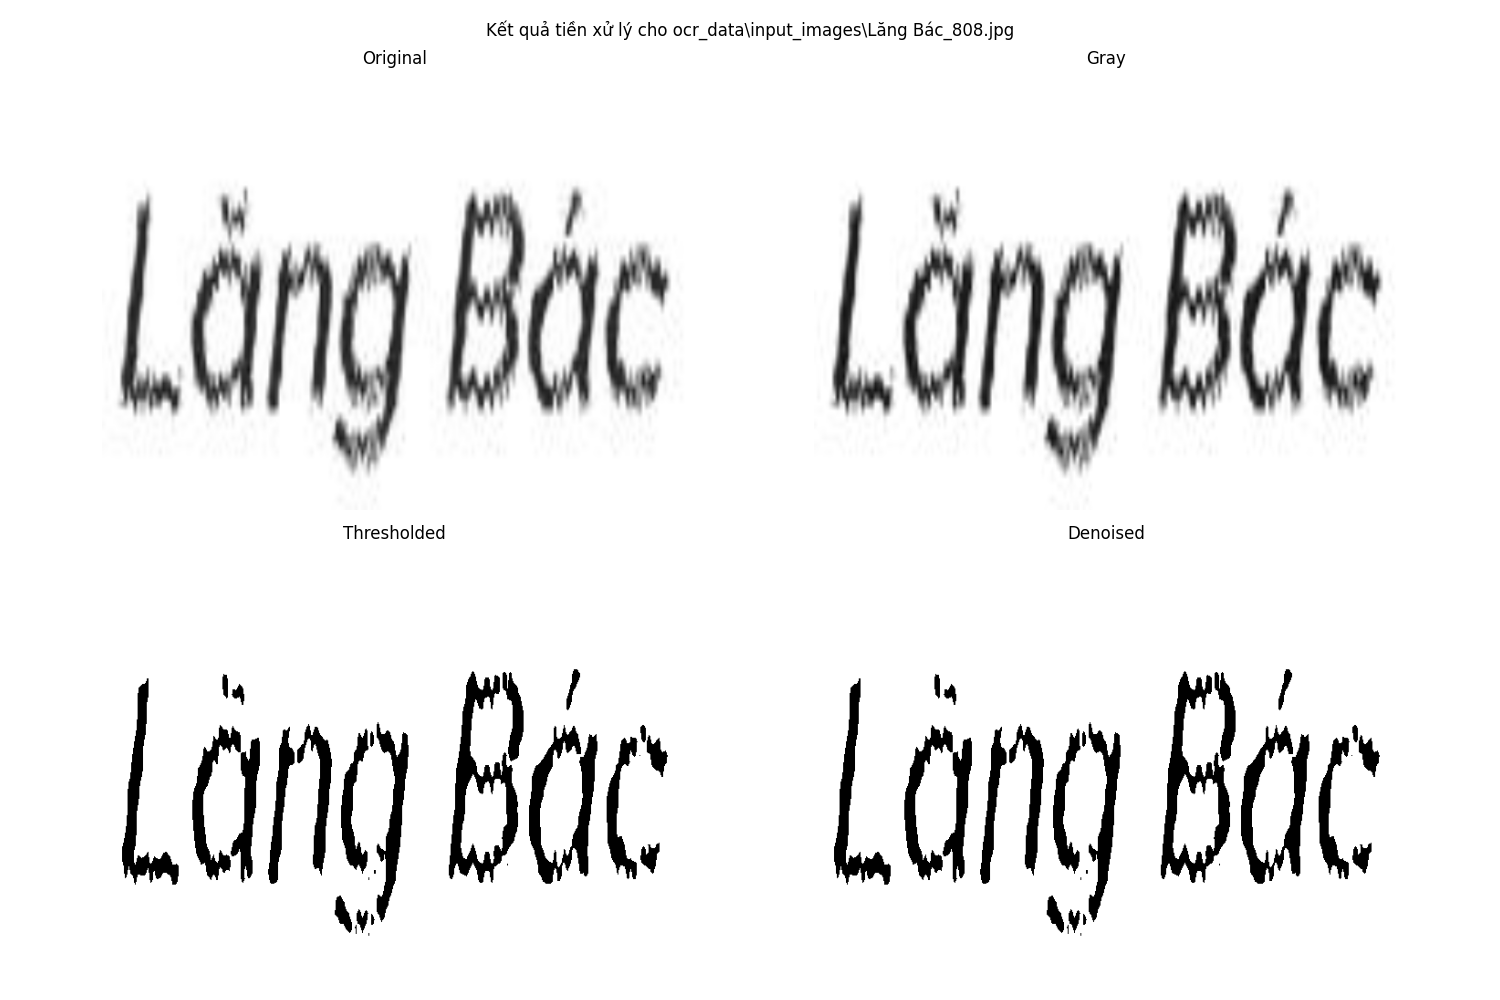 Kết quả tiền xử lý cho ocr_data\input_images\Lăng Bác_808.jpg
Original
Gray
Lăng Bác
Lăng Bác
Thresholded
Denoised
Lăng Bác
Lăng Bác